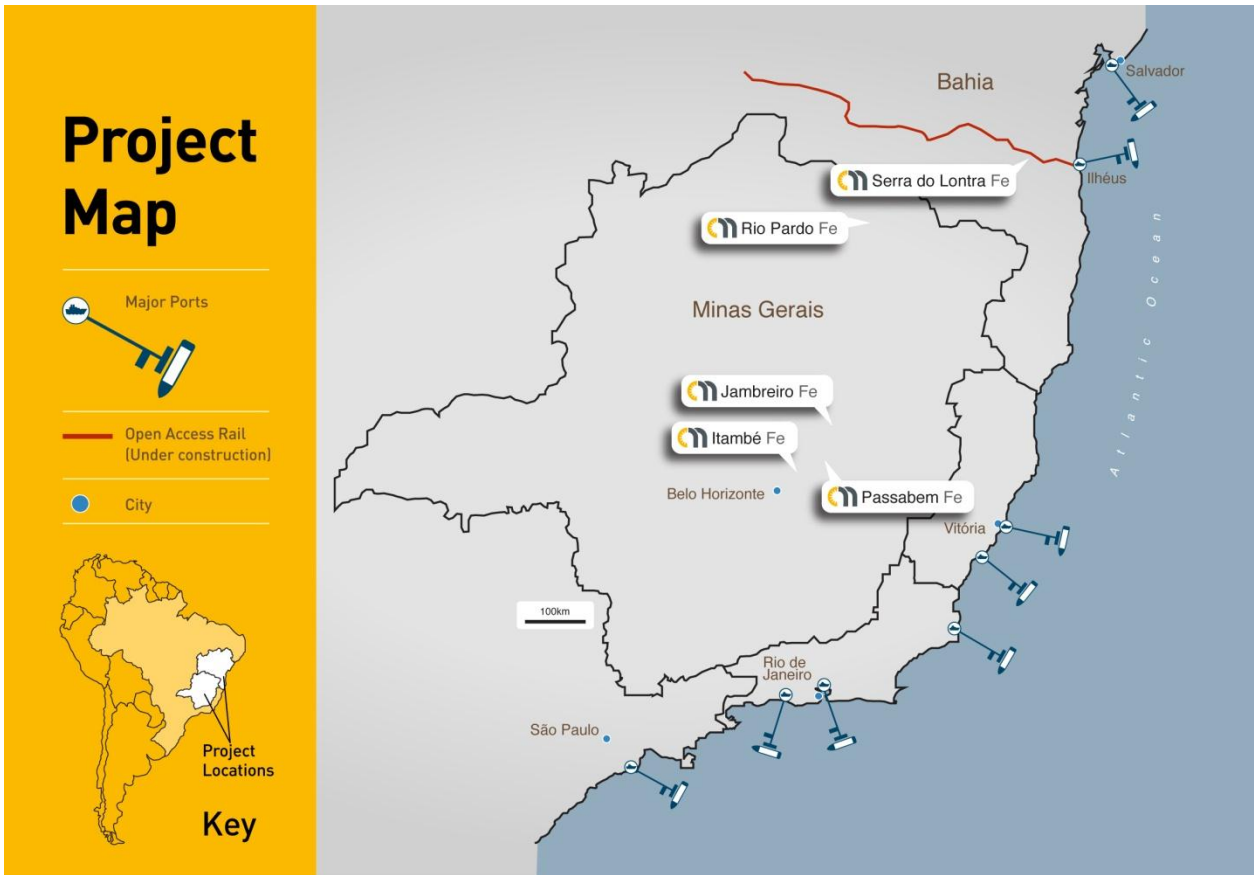 Project
Map
Major Ports
Open Access Rail
(Under construction)
City
Project
Locations
Key
Bahia
Salvador
Ilhéus
Serra do Lontra Fe
Rio Pardo Fe
Minas Gerais
Atlantic Ocean
Jambreiro Fe
Itambé Fe
Belo Horizonte
Passabem Fe
Vitória
100km
Rio de
Janeiro
São Paulo